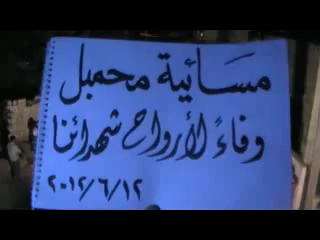 مسائية محمبل
وفاءً لأرواح شهدائنا
٢٠١٢/٦/١٢